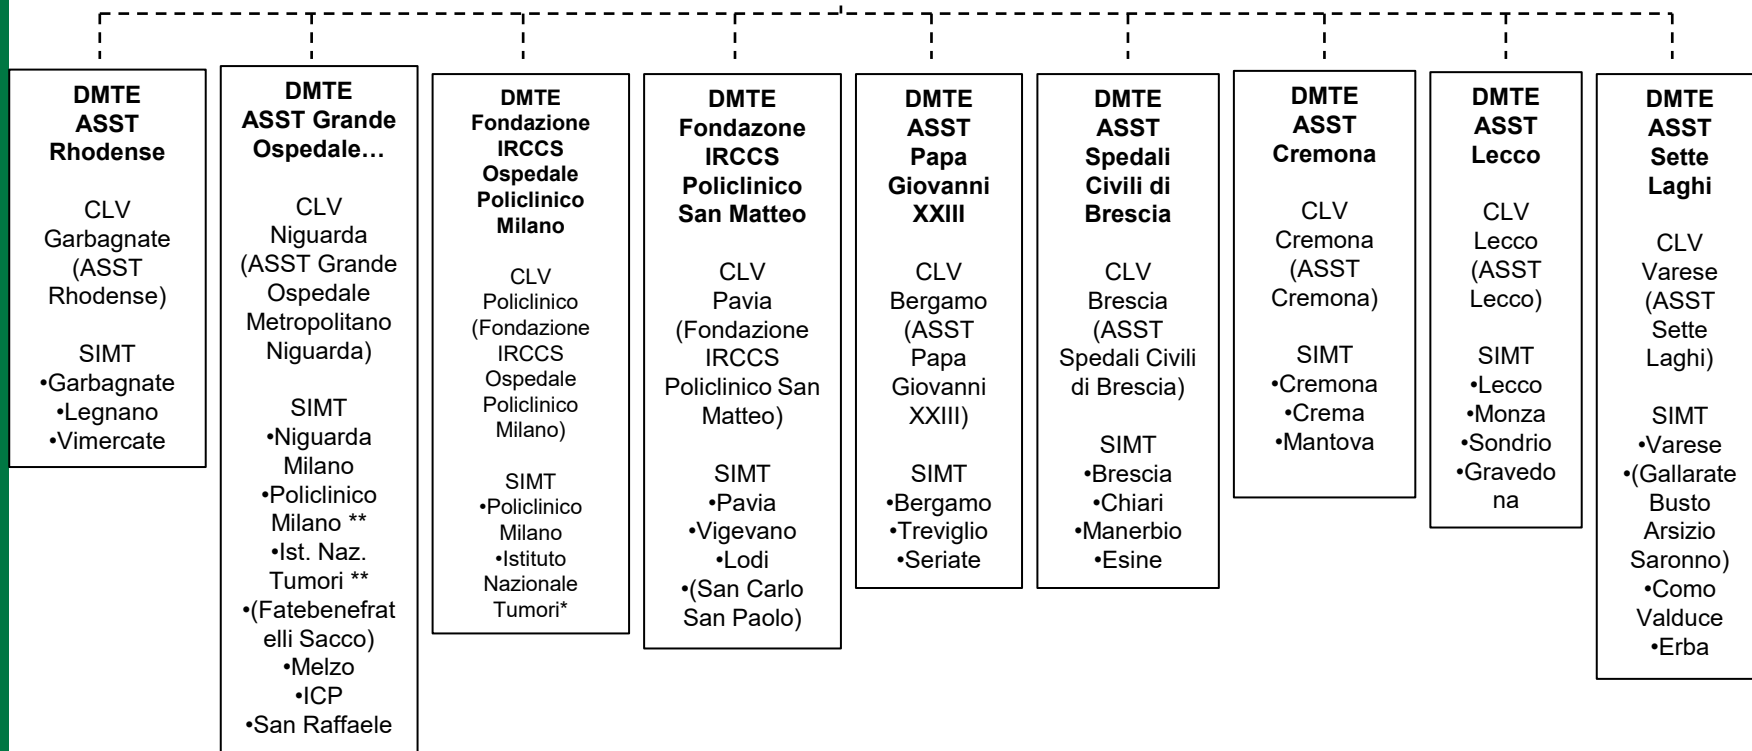 DMTE
ASST
Rhodense
CLV
Garbagnate
(ASST
Rhodense)
SIMT
•Garbagnate
•Legnano
•Vimercate
DMTE
ASST Grande
Ospedale…
CLV
Niguarda
(ASST Grande
Ospedale
Metropolitano
Niguarda)
SIMT
•Niguarda
Milano
•Policlinico
Milano **
•Ist. Naz.
Tumori **
•(Fatebenefrat
elli Sacco)
•Melzo
•ICP
•San Raffaele
DMTE
Fondazione
IRCCS
Ospedale
Policlinico
Milano
CLV
Policlinico
(Fondazione
IRCCS
Ospedale
Policlinico
Milano)
SIMT
•Policlinico
Milano
•Istituto
Nazionale
Tumori*
DMTE
Fondazone
IRCCS
Policlinico
San Matteo
CLV
Pavia
(Fondazione
IRCCS
Policlinico San
Matteo)
SIMT
•Pavia
•Vigevano
•Lodi
•(San Carlo
San Paolo)
DMTE
ASST
Papa
Giovanni
XXIII
CLV
Bergamo
(ASST
Papa
Giovanni
XXIII)
SIMT
•Bergamo
•Treviglio
•Seriate
DMTE
ASST
Spedali
Civili di
Brescia
CLV
Brescia
(ASST
Spedali Civili
di Brescia)
SIMT
•Brescia
•Chiari
•Manerbio
•Esine
DMTE
ASST
Cremona
CLV
Cremona
(ASST
Cremona)
SIMT
•Cremona
•Crema
•Mantova
DMTE
ASST
Lecco
CLV
Lecco
(ASST
Lecco)
SIMT
•Lecco
•Monza
•Sondrio
•Gravedo
na
DMTE
ASST
Sette
Laghi
CLV
Varese
(ASST
Sette
Laghi)
SIMT
•Varese
•(Gallarate
Busto
Arsizio
Saronno)
•Como
Valduce
•Erba